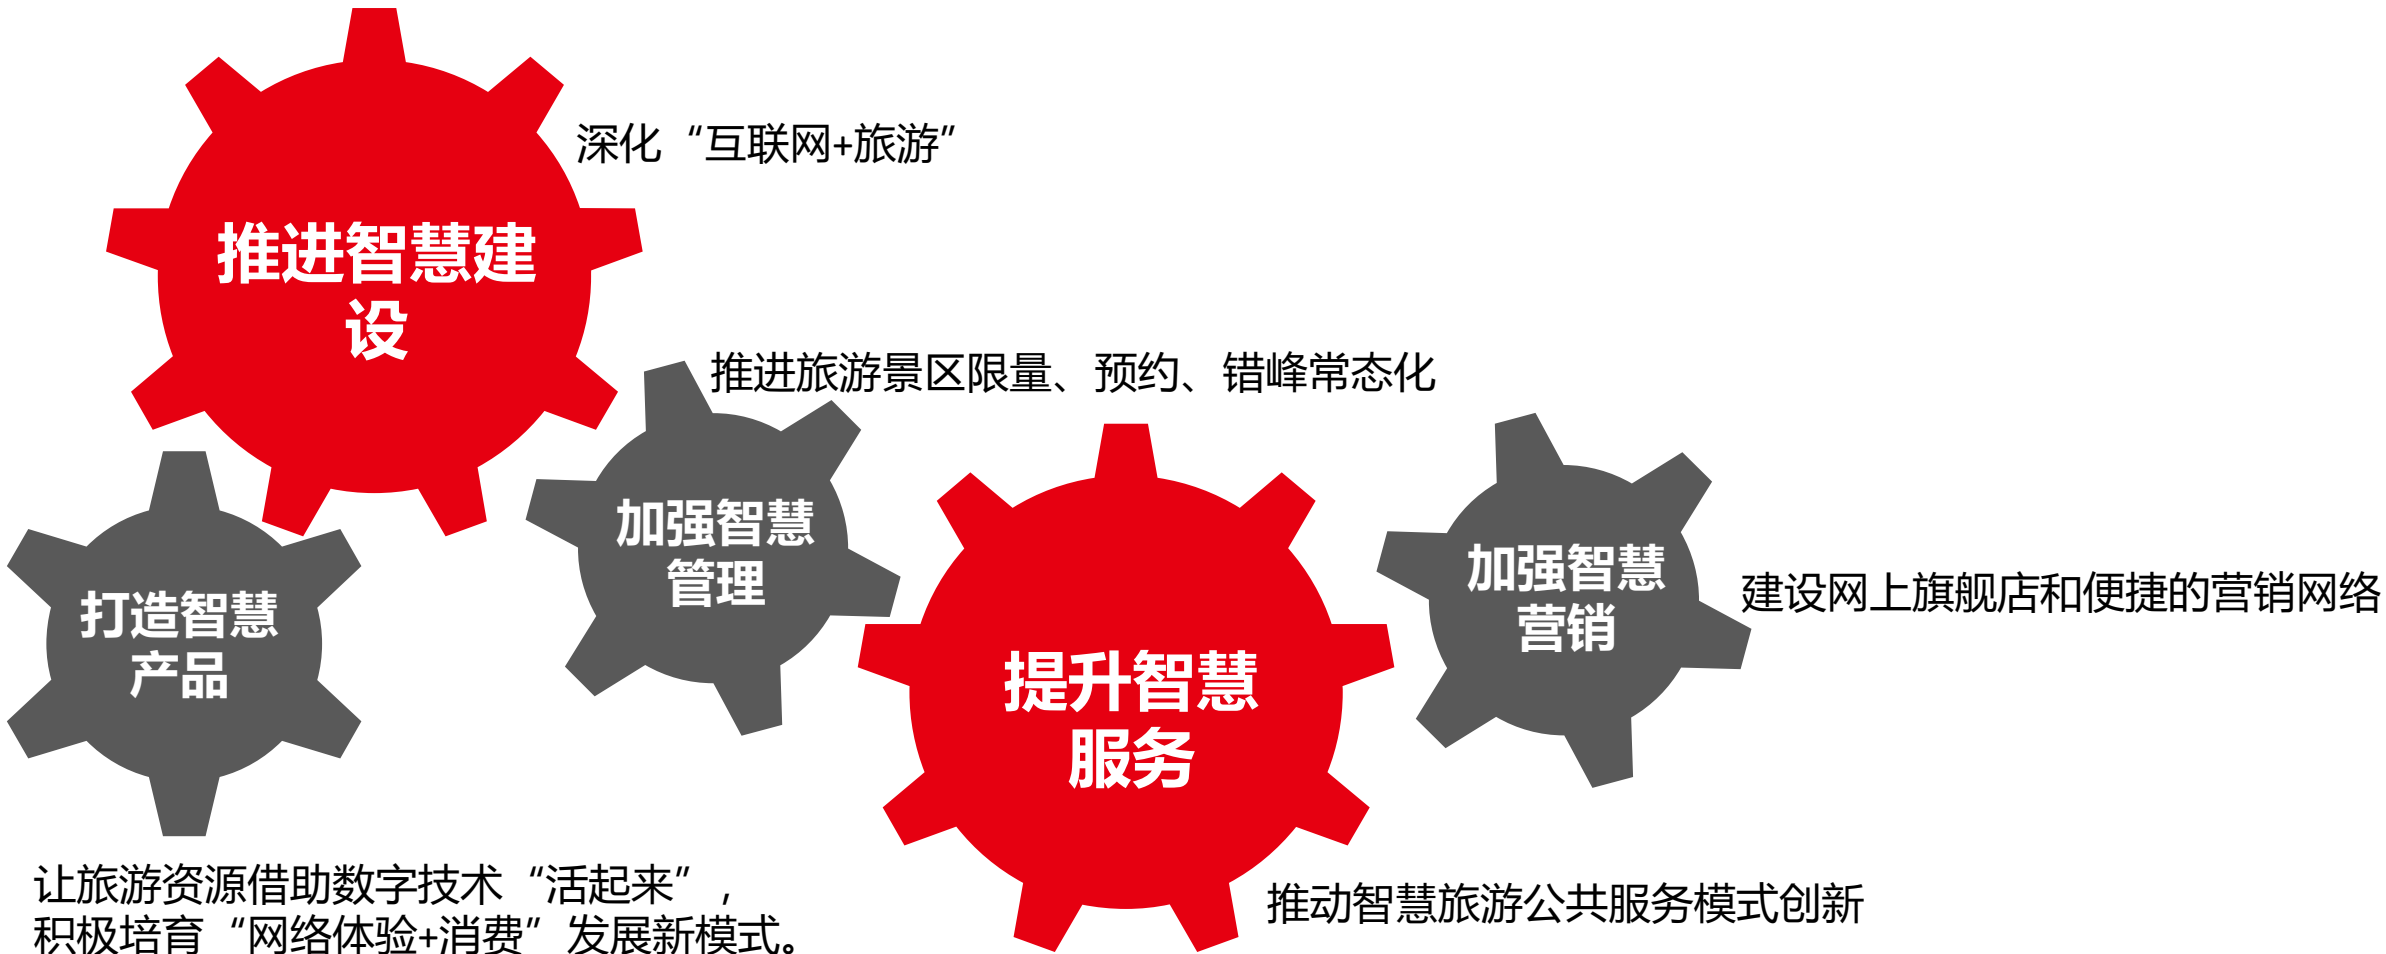 深化“互联网+旅游”
推进智慧建
设
推进旅游景区限量、预约、错峰常态化
加强智慧
管理
打造智慧
产品
提升智慧
服务
加强智慧
营销
建设网上旗舰店和便捷的营销网络
让旅游资源借助数字技术“活起来”，
积极培育“网络体验+消费”发展新模式。
推动智慧旅游公共服务模式创新